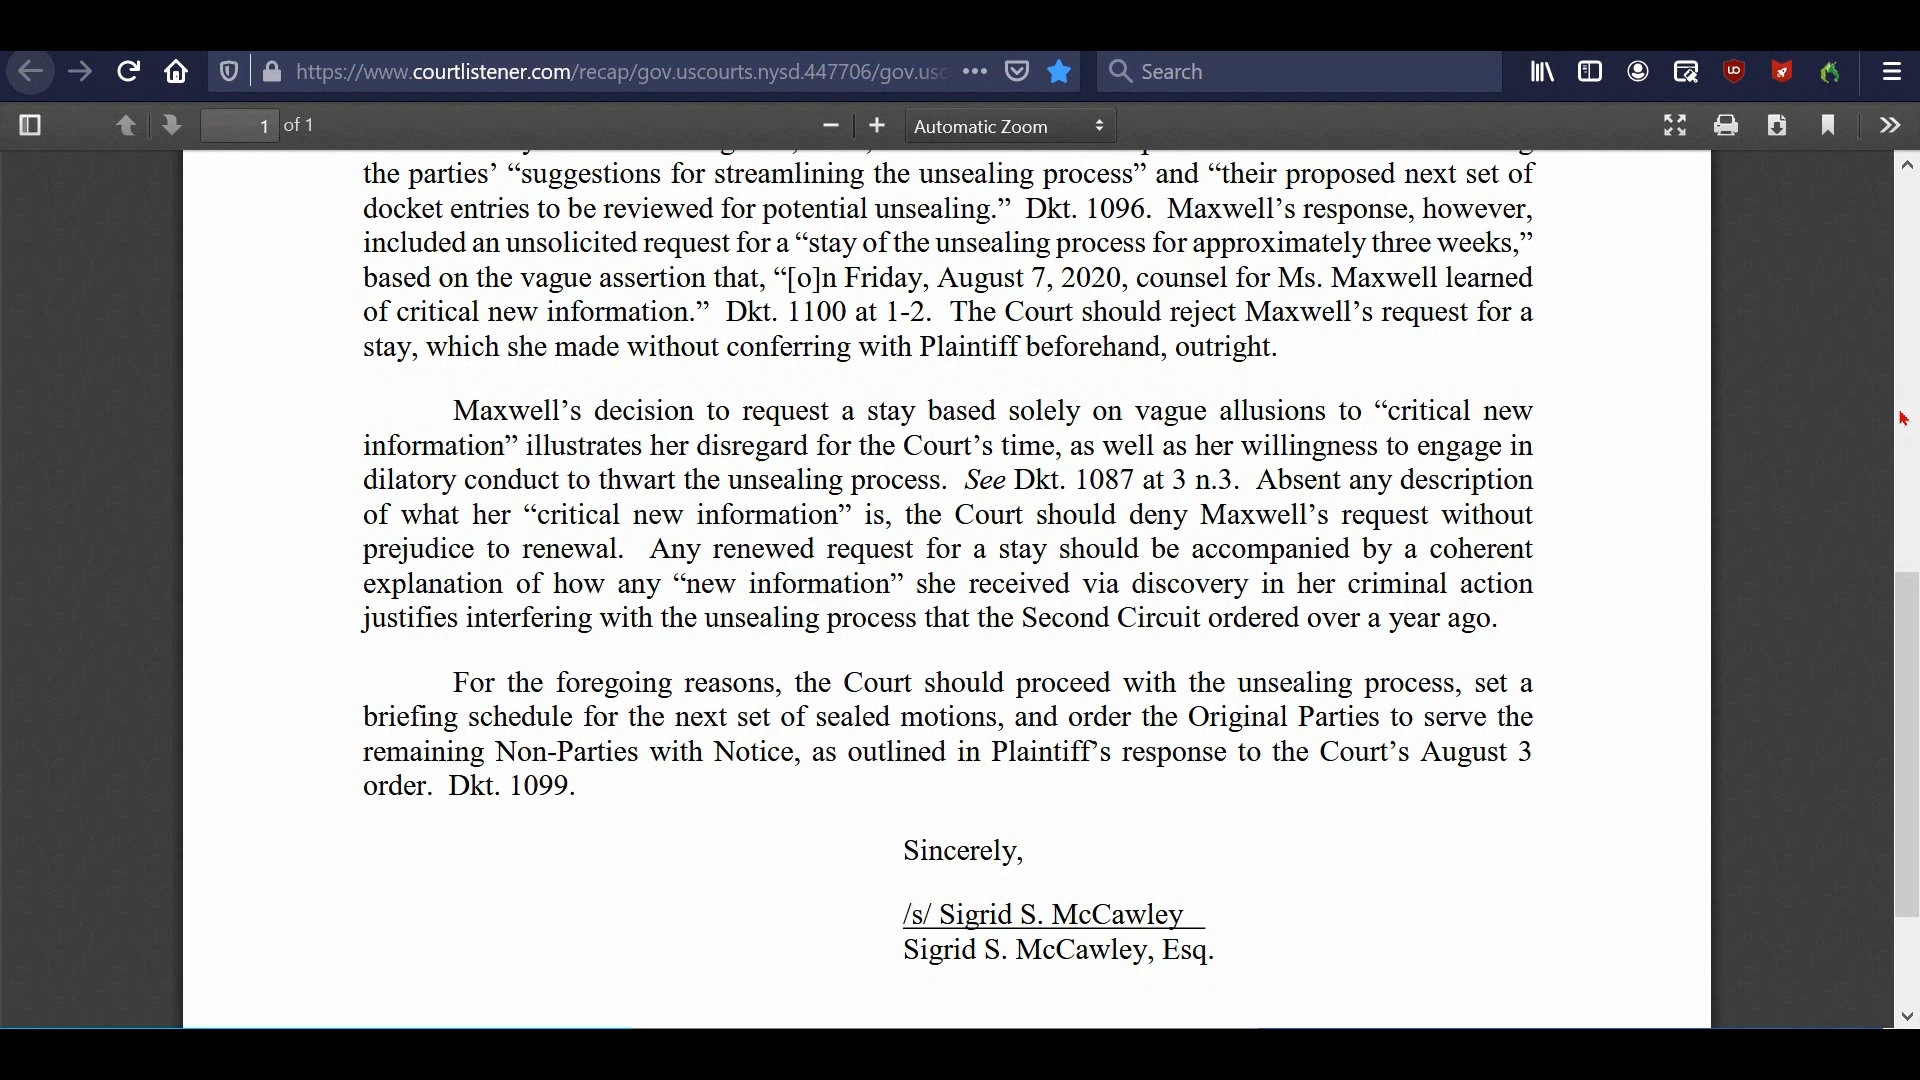 https://www.courtlistener.com/recap/gov.uscourts.nysd.447706/gov.usc
Search
1 of 1
Automatic Zoom
the parties’ “suggestions for streamlining the unsealing process” and “their proposed next set of
docket entries to be reviewed for potential unsealing.” Dkt. 1096. Maxwell’s response, however,
included an unsolicited request for a “stay of the unsealing process for approximately three weeks,”
based on the vague assertion that, “[o]n Friday, August 7, 2020, counsel for Ms. Maxwell learned
of critical new information.” Dkt. 1100 at 1-2. The Court should reject Maxwell’s request for a
stay, which she made without conferring with Plaintiff beforehand, outright.
Maxwell’s decision to request a stay based solely on vague allusions to “critical new
information” illustrates her disregard for the Court’s time, as well as her willingness to engage in
dilatory conduct to thwart the unsealing process. See Dkt. 1087 at 3 n.3. Absent any description
of what her “critical new information” is, the Court should deny Maxwell’s request without
prejudice to renewal. Any renewed request for a stay should be accompanied by a coherent
explanation of how any “new information” she received via discovery in her criminal action
justifies interfering with the unsealing process that the Second Circuit ordered over a year ago.
For the foregoing reasons, the Court should proceed with the unsealing process, set a
briefing schedule for the next set of sealed motions, and order the Original Parties to serve the
remaining Non-Parties with Notice, as outlined in Plaintiff’s response to the Court’s August 3
order. Dkt. 1099.
Sincerely,
/s/ Sigrid S. McCawley
Sigrid S. McCawley, Esq.